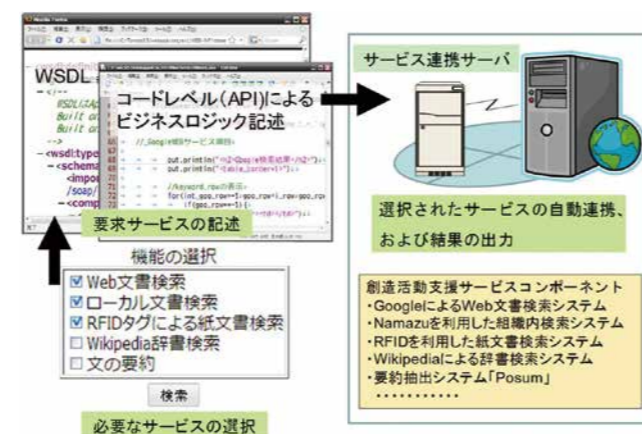 WSDL
コードレベル(API)による
ビジネスロジック記述
//_Google検索サービス項目↓
out.println("<h2>Google検索結果</h2>");↓
//keyword_rowの表示↓
要求サービスの記述
機能の選択
Web文書検索
ローカル文書検索
RFIDタグによる紙文書検索
Wikipedia辞書検索
文の要約
検索
必要なサービスの選択
サービス連携サーバ
選択されたサービスの自動連携、
および結果の出力
創造活動支援サービスコンポーネント
・GoogleによるWeb文書検索システム
・Namazuを利用した組織内検索システム
・RFIDを利用した紙文書検索システム
・Wikipediaによる辞書検索システム
・要約抽出システム「Posum」
・・・・・・・・・・・